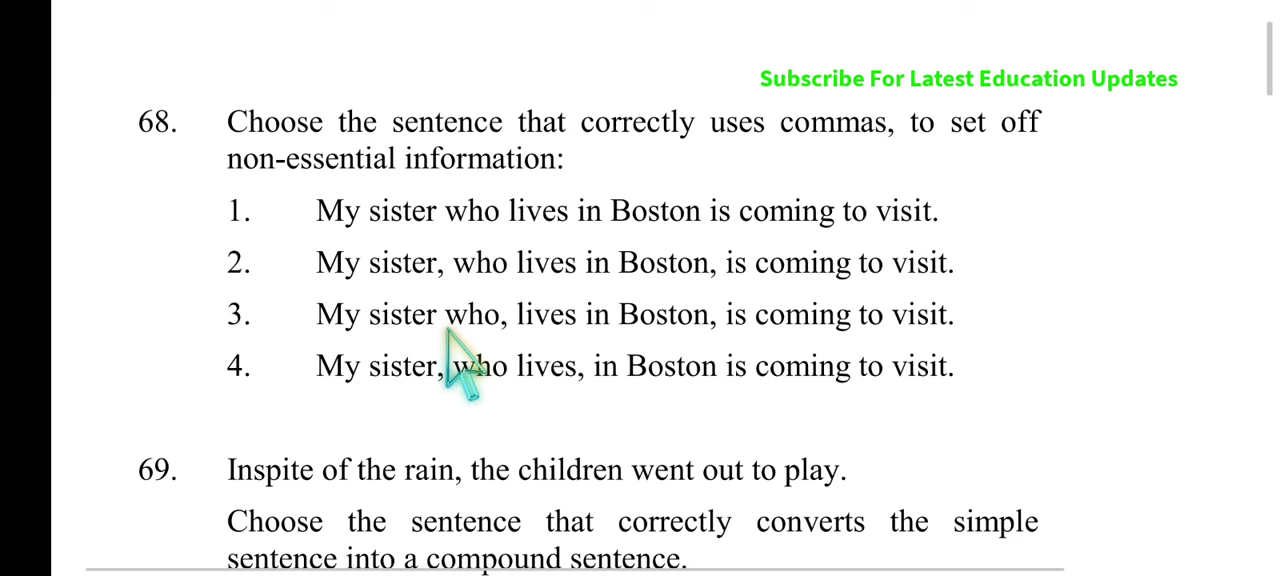 Subscribe For Latest Education Updates
68. Choose the sentence that correctly uses commas, to set off
non-essential information:
1. My sister who lives in Boston is coming to visit.
2. My sister, who lives in Boston, is coming to visit.
3. My sister who, lives in Boston, is coming to visit.
4. My sister, who lives, in Boston is coming to visit.
69. Inspite of the rain, the children went out to play.
Choose the sentence that correctly converts the simple
sentence into a compound sentence.